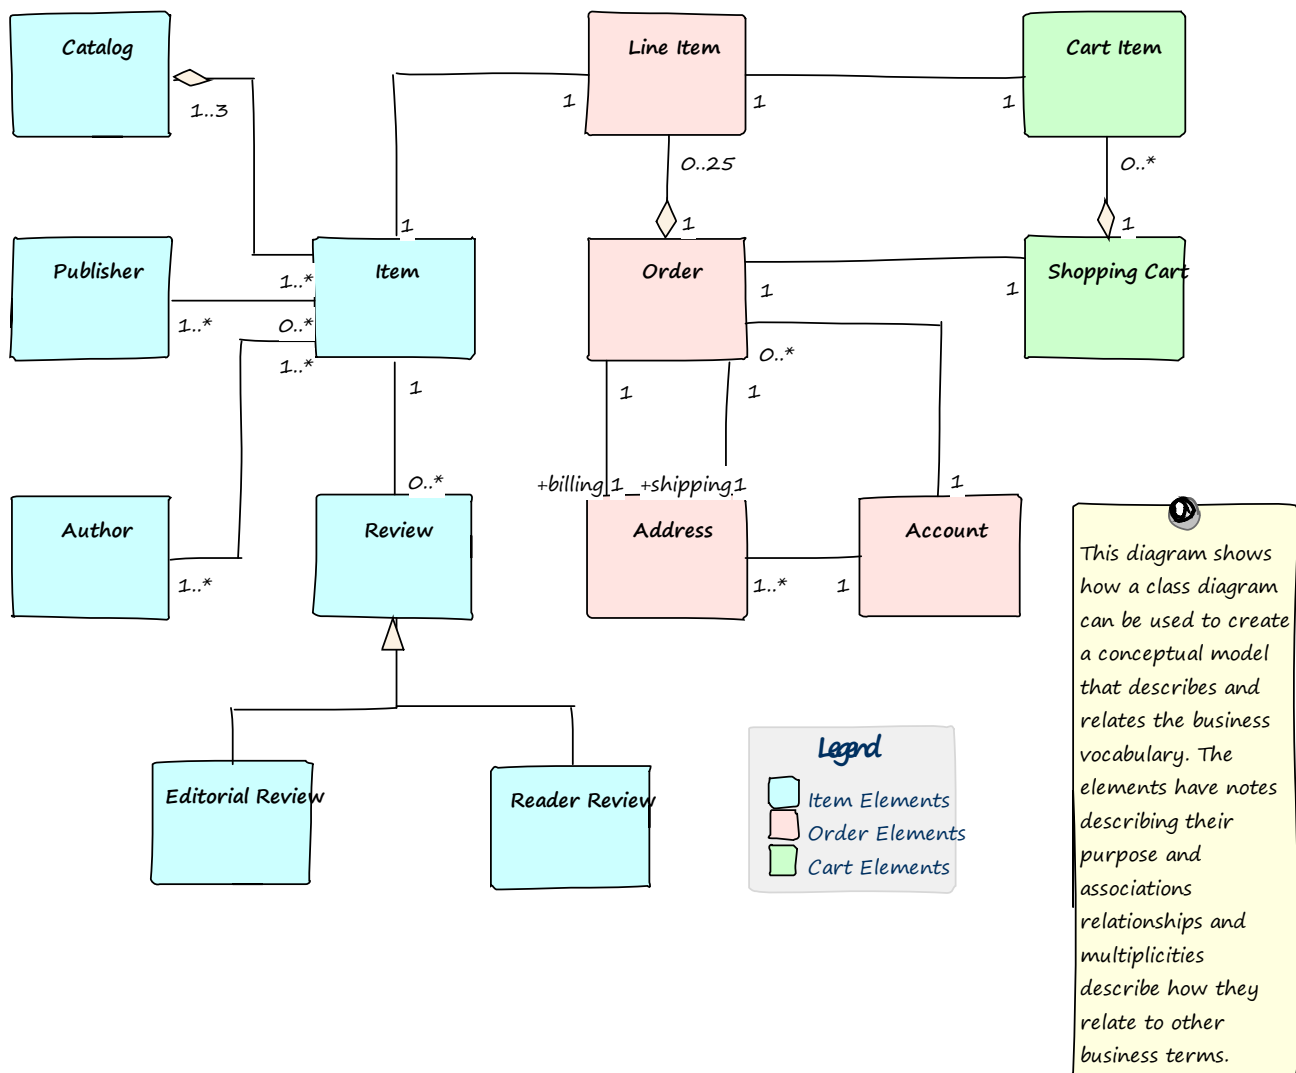 Catalog
Line Item
Cart Item
1..3
1
1
1
0..25
0..*
1
1
1
Publisher
Item
Order
Shopping Cart
1..*
1
1
1..*
0..*
0..*
1..*
1
1
1
0..*
+billing 1
+shipping 1
1
Author
Review
Address
Account
1..*
1..*
1
Editorial Review
Reader Review
Legend
Item Elements
Order Elements
Cart Elements
This diagram shows
how a class diagram
can be used to create
a conceptual model
that describes and
relates the business
vocabulary. The
elements have notes
describing their
purpose and
associations
relationships and
multiplicities
describe how they
relate to other
business terms.